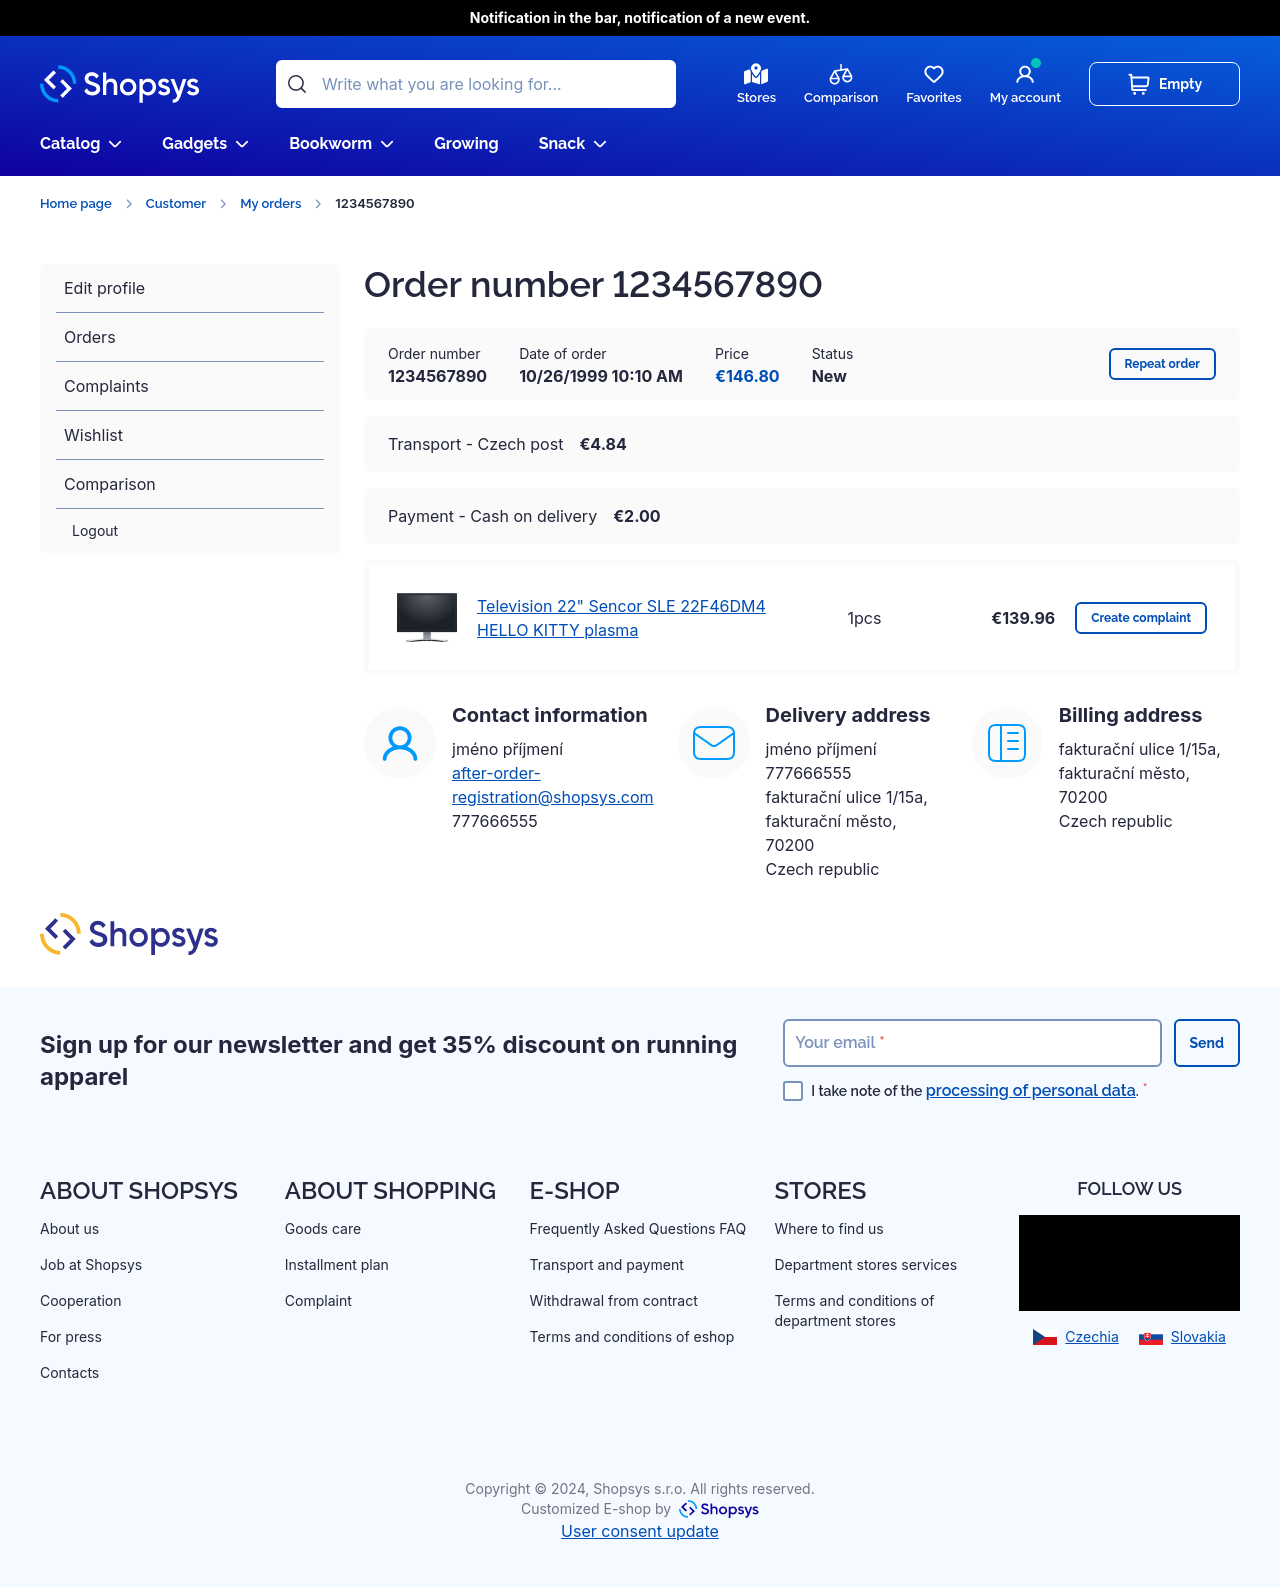 Notification in the bar, notification of a new event.
Shopsys
Write what you are looking for...
Stores
Comparison
Favorites
My account
Empty
Catalog
Gadgets
Bookworm
Growing
Snack
Home page
Customer
My orders
1234567890
Edit profile
Orders
Complaints
Wishlist
Comparison
Logout
Order number 1234567890
Order number
1234567890
Date of order
10/26/1999 10:10 AM
Price
€146.80
Status
New
Repeat order
Transport - Czech post €4.84
Payment - Cash on delivery €2.00
Television 22" Sencor SLE 22F46DM4
HELLO KITTY plasma
1pcs
€139.96
Create complaint
Contact information
jméno příjmení
after-order-
registration@shopsys.com
777666555
Delivery address
jméno příjmení
777666555
fakturační ulice 1/15a,
fakturační město,
70200
Czech republic
Billing address
fakturační ulice 1/15a,
fakturační město,
70200
Czech republic
Shopsys
Sign up for our newsletter and get 35% discount on running
apparel
Your email *
Send
I take note of the processing of personal data. *
ABOUT SHOPSYS
About us
Job at Shopsys
Cooperation
For press
Contacts
ABOUT SHOPPING
Goods care
Installment plan
Complaint
E-SHOP
Frequently Asked Questions FAQ
Transport and payment
Withdrawal from contract
Terms and conditions of eshop
STORES
Where to find us
Department stores services
Terms and conditions of
department stores
FOLLOW US
Czechia
Slovakia
Copyright © 2024, Shopsys s.r.o. All rights reserved.
Customized E-shop by Shopsys
User consent update